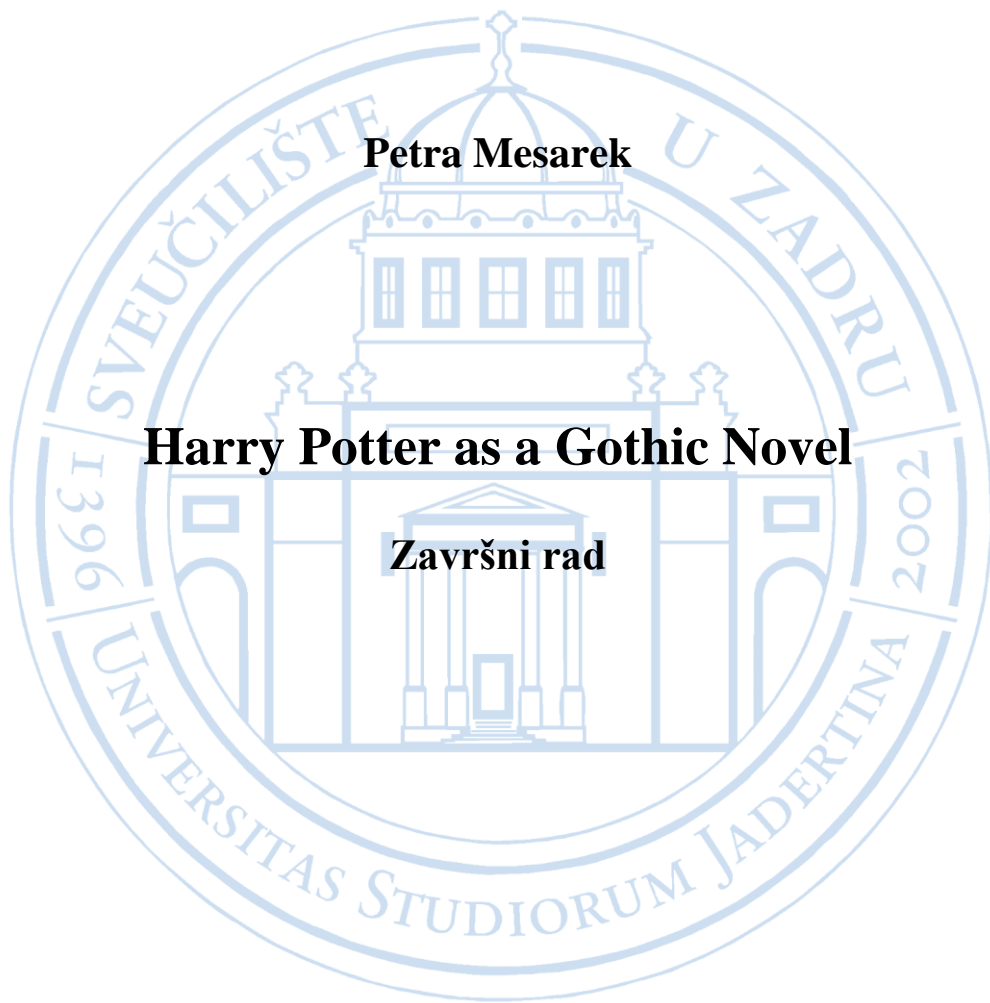 Petra Mesarek
Harry Potter as a Gothic Novel
Završni rad
SVEUČILIŠTE U ZADRU
1396
2002
UNIVERSITAS STUDIORUM JADERTINA